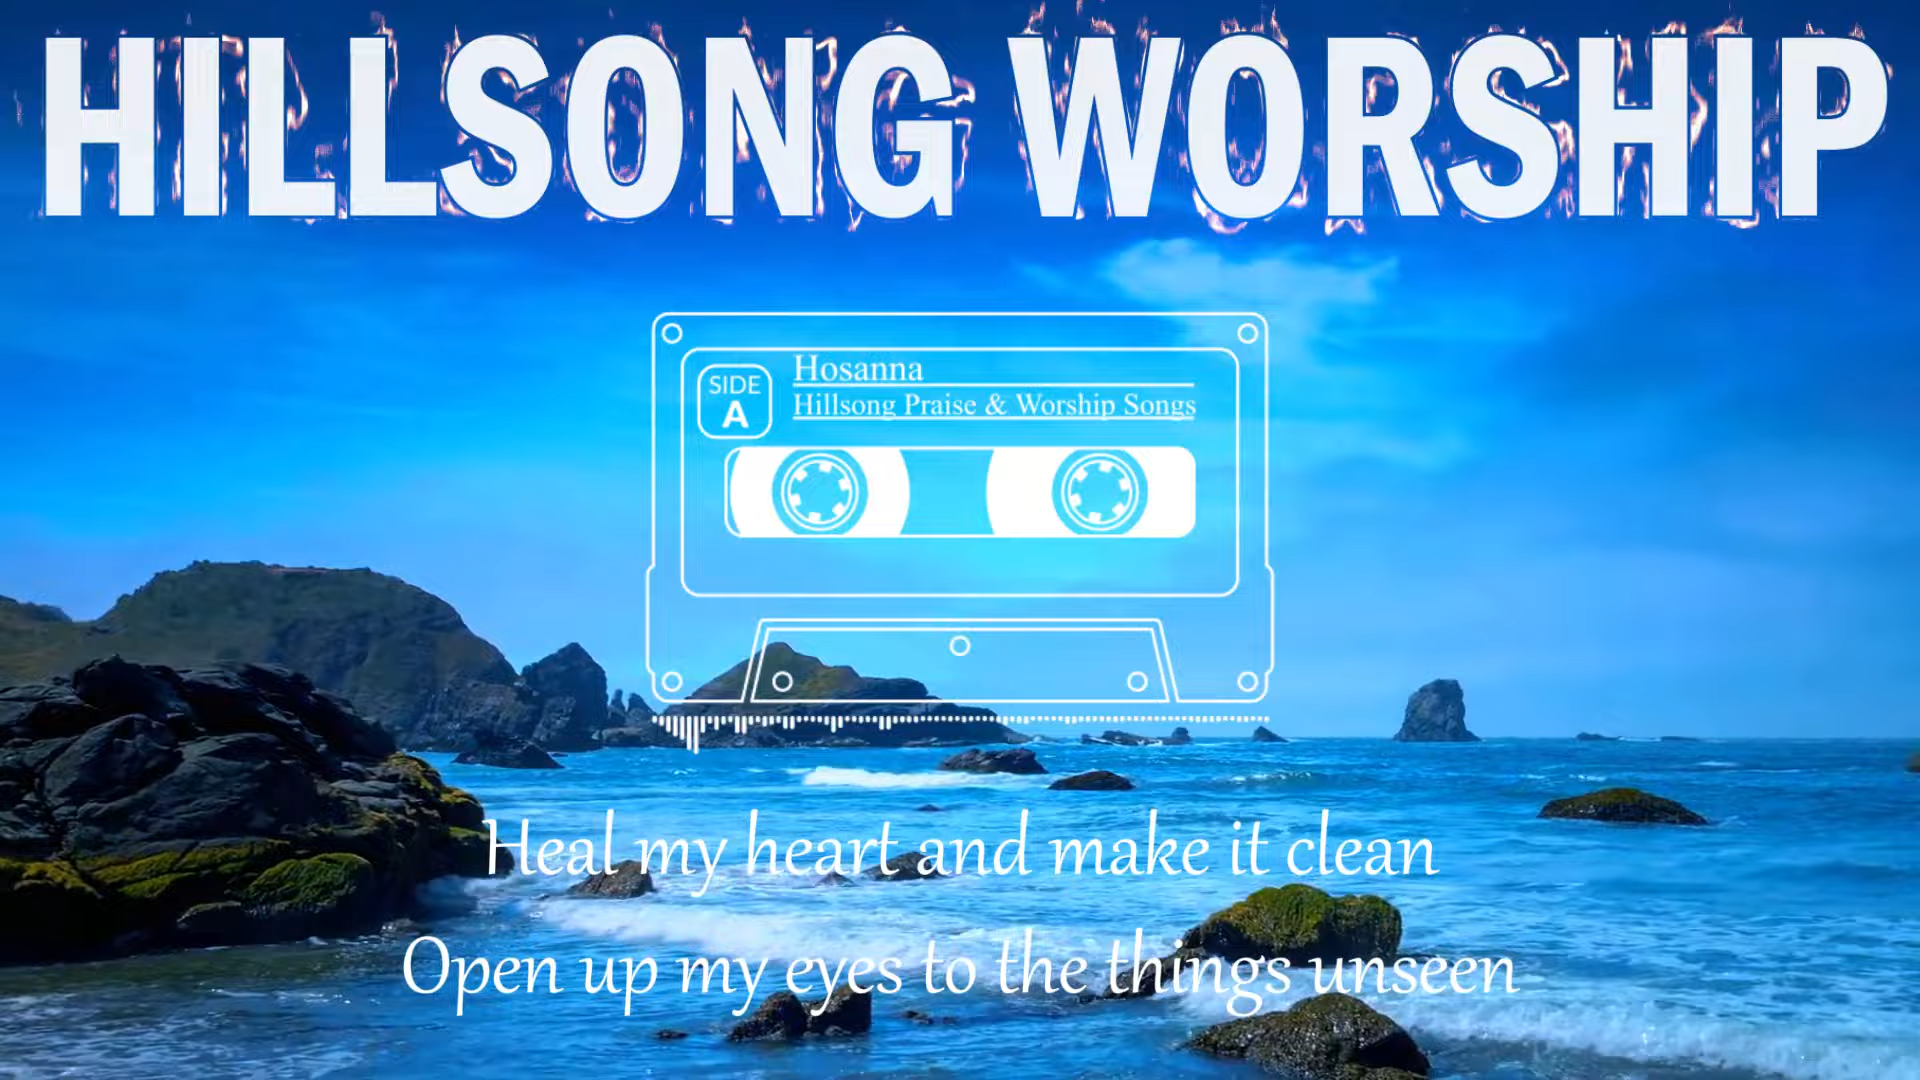 HILLSONG WORSHIP
SIDE
A
Hosanna
Hillsong Praise & Worship Songs
Heal my heart and make it clean
Open up my eyes to the things unseen